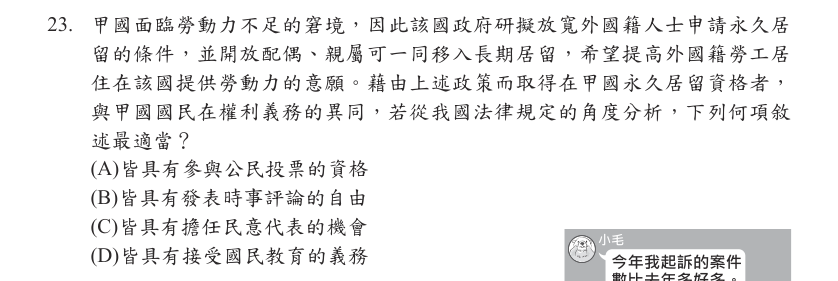 23. 甲國面臨勞動力不足的窘境，因此該國政府研擬放寬外國籍人士申請永久居
留的條件，並開放配偶、親屬可一同移入長期居留，希望提高外國籍勞工居
住在該國提供勞動力的意願。藉由上述政策而取得在甲國永久居留資格者，
與甲國國民在權利義務的異同，若從我國法律規定的角度分析，下列何項敘
述最適當？
(A)皆具有參與公民投票的資格
(B)皆具有發表時事評論的自由
(C)皆具有擔任民意代表的機會
(D)皆具有接受國民教育的義務
小毛
今年我起訴的案件
數比去年多好多。